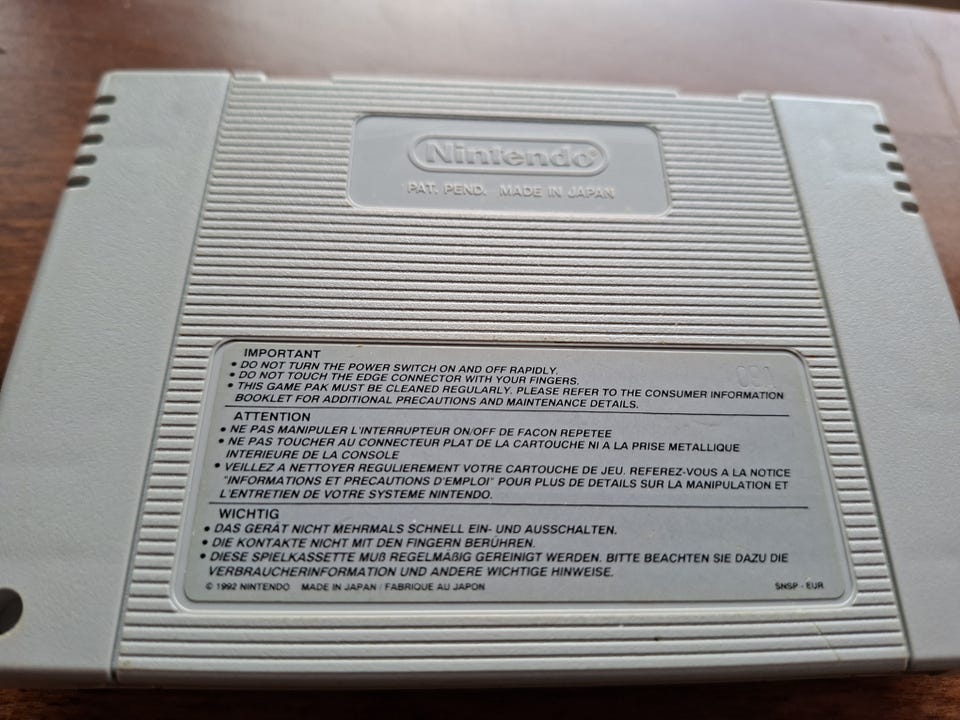 Nintendo®
PAT. PEND. MADE IN JAPAN
IMPORTANT
• DO NOT TURN THE POWER SWITCH ON AND OFF RAPIDLY.
• DO NOT TOUCH THE EDGE CONNECTOR WITH YOUR FINGERS.
• THIS GAME PAK MUST BE CLEANED REGULARLY. PLEASE REFER TO THE CONSUMER INFORMATION
BOOKLET FOR ADDITIONAL PRECAUTIONS AND MAINTENANCE DETAILS.
ATTENTION
• NE PAS MANIPULER L'INTERRUPTEUR ON/OFF DE FACON REPETEE
• NE PAS TOUCHER AU CONNECTEUR PLAT DE LA CARTOUCHE NI A LA PRISE METALLIQUE
INTERIEURE DE LA CONSOLE
• VEILLEZ A NETTOYER REGULIEREMENT VOTRE CARTOUCHE DE JEU. REFEREZ-VOUS A LA NOTICE
"INFORMATIONS ET PRECAUTIONS D'EMPLOI" POUR PLUS DE DETAILS SUR LA MANIPULATION ET
L'ENTRETIEN DE VOTRE SYSTEME NINTENDO.
WICHTIG
• DAS GERÄT NICHT MEHRMALS SCHNELL EIN- UND AUSSCHALTEN.
• DIE KONTAKTE NICHT MIT DEN FINGERN BERÜHREN.
• DIESE SPIELKASSETTE MUß REGELMÄßIG GEREINIGT WERDEN. BITTE BEACHTEN SIE DAZU DIE
VERBRAUCHERINFORMATION UND ANDERE WICHTIGE HINWEISE.
© 1992 NINTENDO MADE IN JAPAN / FABRIQUE AU JAPON SNSP - EUR